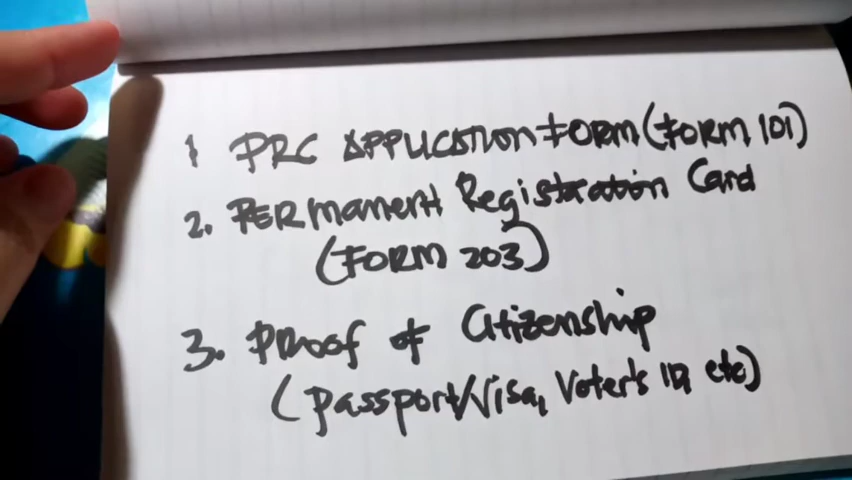 1 PRC APPLICATION FORM (FORM 101)
2. PERMANENT Registration Card
(FORM 203)
3. Proof of Citizenship
(Passport/Visa, Voter's ID, etc)